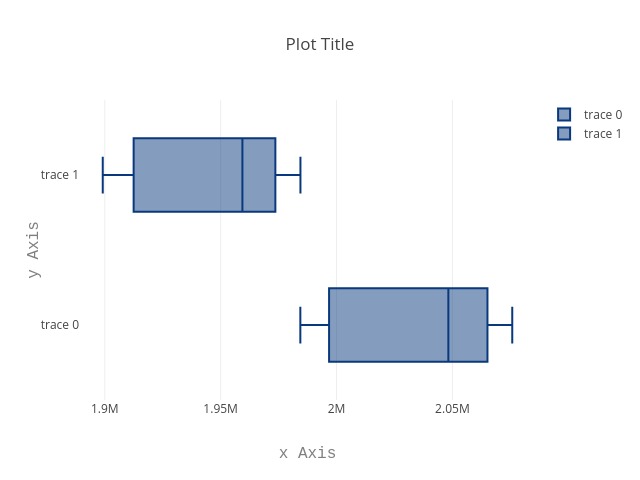 Plot Title
trace 0
trace 1
trace 1
y Axis
trace 0
1.9M
1.95M
2M
2.05M
x Axis